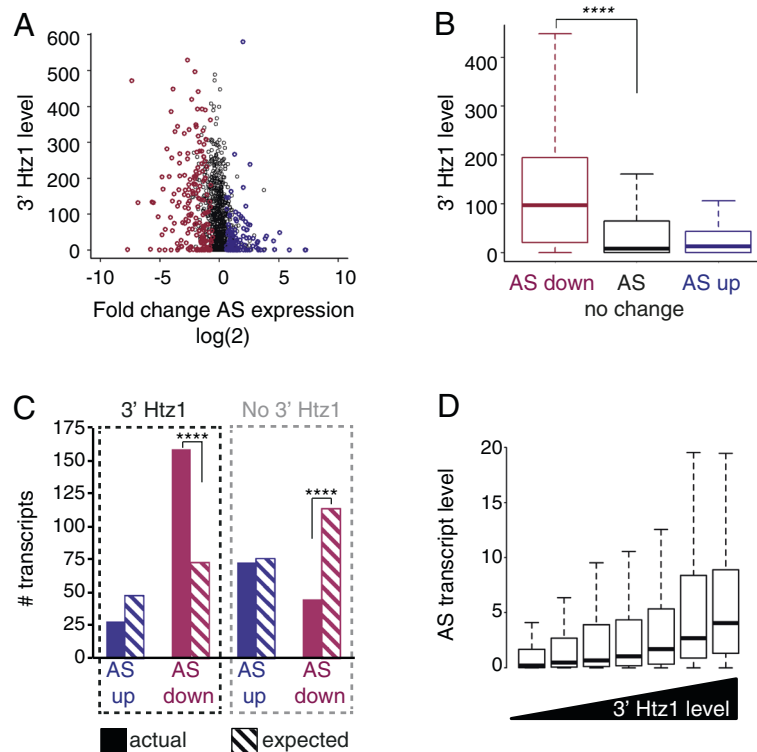 A
600
500
400
300
200
100
0
3' Htz1 level
-10
-5
0
5
10
Fold change AS expression
log(2)
B
****
400
200
100
0
3' Htz1 level
AS down
AS
no change
AS up
C
3' Htz1
No 3' Htz1
175
150
125
100
75
50
25
0
# transcripts
****
****
AS
up
AS
down
AS
up
AS
down
actual
expected
D
20
15
10
5
0
AS transcript level
3' Htz1 level